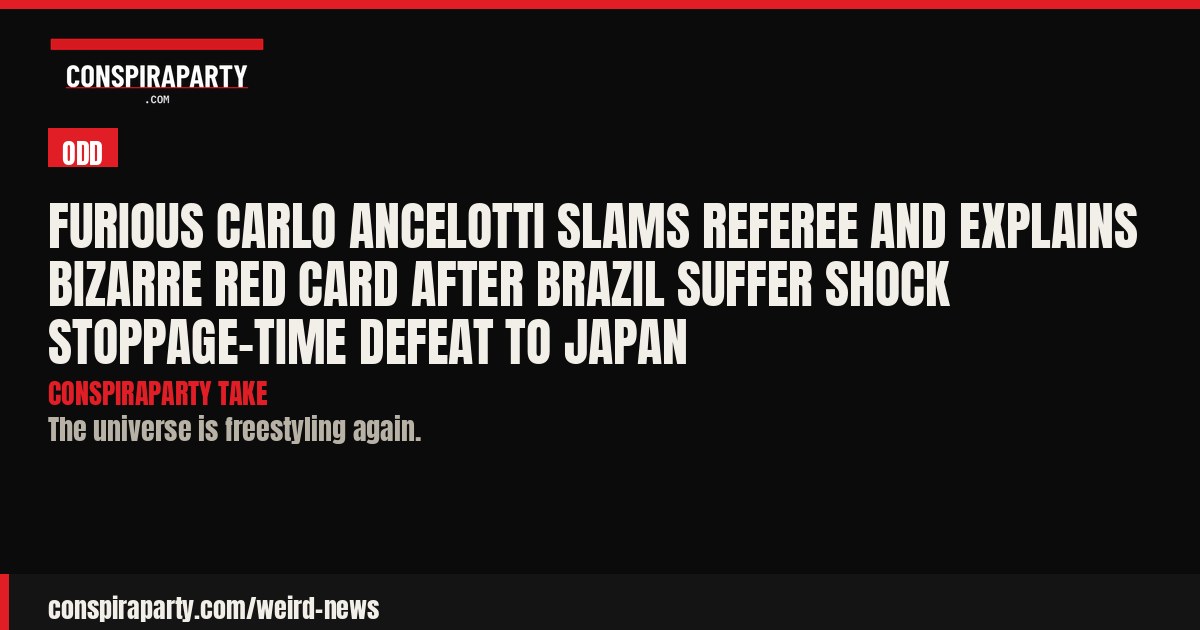 CONSPIRAPARTY
.COM
ODD
FURIOUS CARLO ANCELOTTI SLAMS REFEREE AND EXPLAINS
BIZARRE RED CARD AFTER BRAZIL SUFFER SHOCK
STOPPAGE-TIME DEFEAT TO JAPAN
CONSPIRAPARTY TAKE
The universe is freestyling again.
conspiraparty.com/weird-news